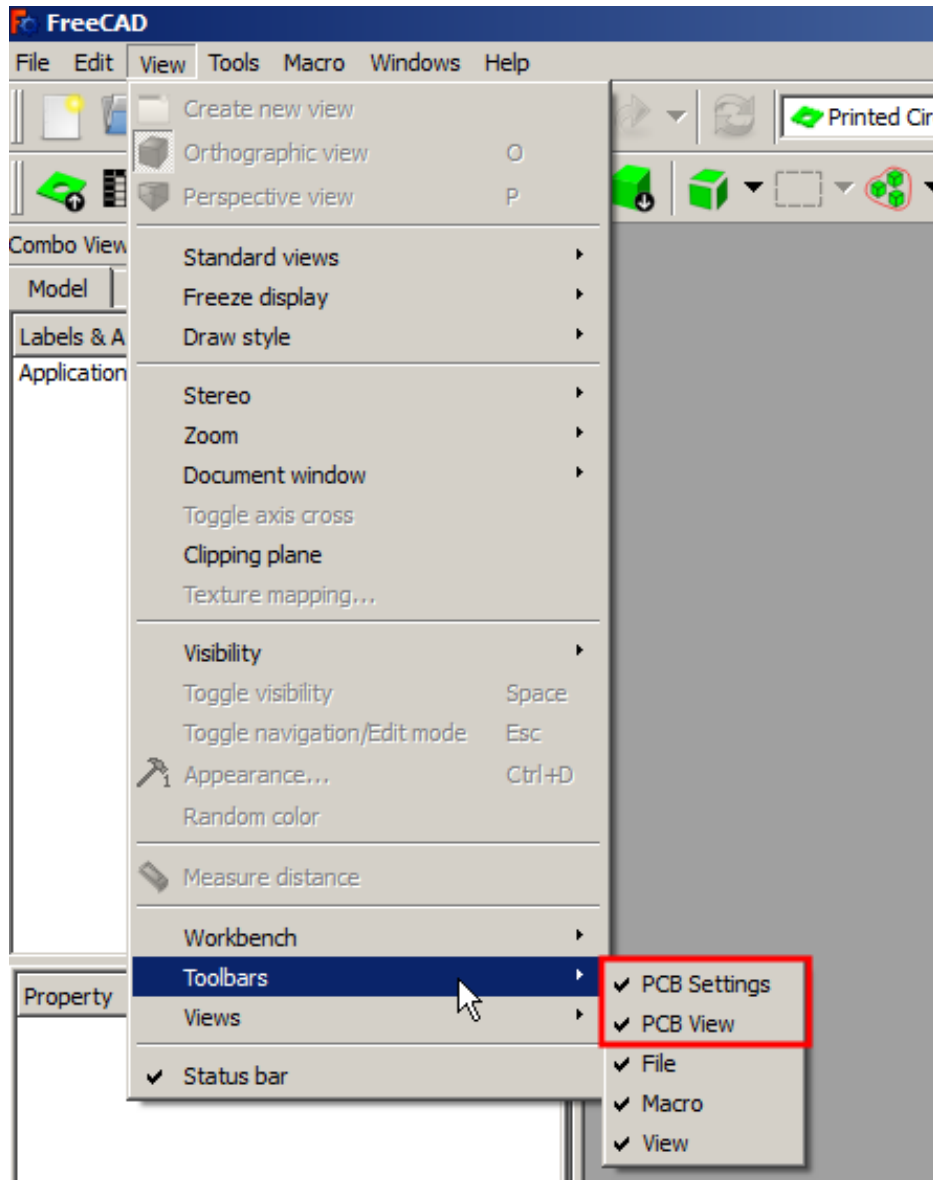 FreeCAD
File Edit View Tools Macro Windows Help
Create new view
Orthographic view O
Perspective view P
Printed Cir
Combo View
Model
Labels & A
Application
Standard views
Freeze display
Draw style
Stereo
Zoom
Document window
Toggle axis cross
Clipping plane
Texture mapping...
Visibility
Toggle visibility Space
Toggle navigation/Edit mode Esc
Appearance... Ctrl+D
Random color
Measure distance
Workbench
Toolbars
Views
Status bar
Property
PCB Settings
PCB View
File
Macro
View